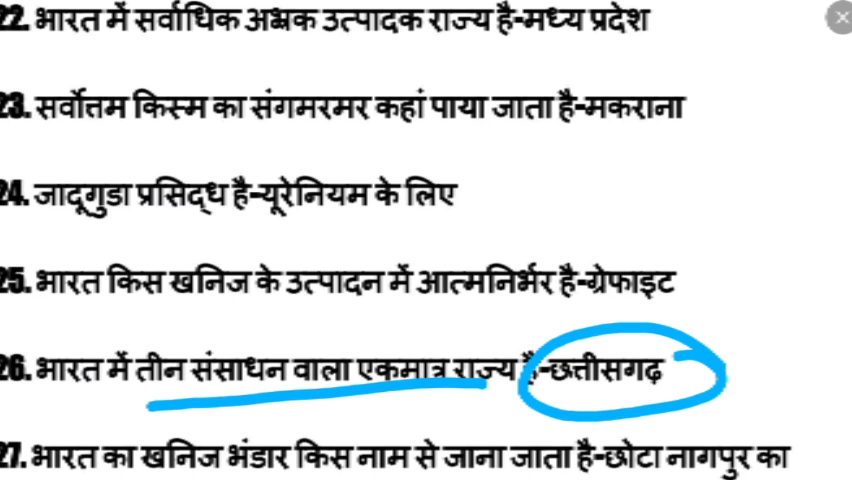 22. भारत में सर्वाधिक अभ्रक उत्पादक राज्य है-मध्य प्रदेश
23. सर्वोत्तम किस्म का संगमरमर कहां पाया जाता है-मकराना
24. जादूगुडा प्रसिद्ध है-यूरेनियम के लिए
25. भारत किस खनिज के उत्पादन में आत्मनिर्भर है-ग्रेफाइट
26. भारत में तीन संसाधन वाला एकमात्र राज्य है-छत्तीसगढ़
27. भारत का खनिज भंडार किस नाम से जाना जाता है-छोटा नागपुर का